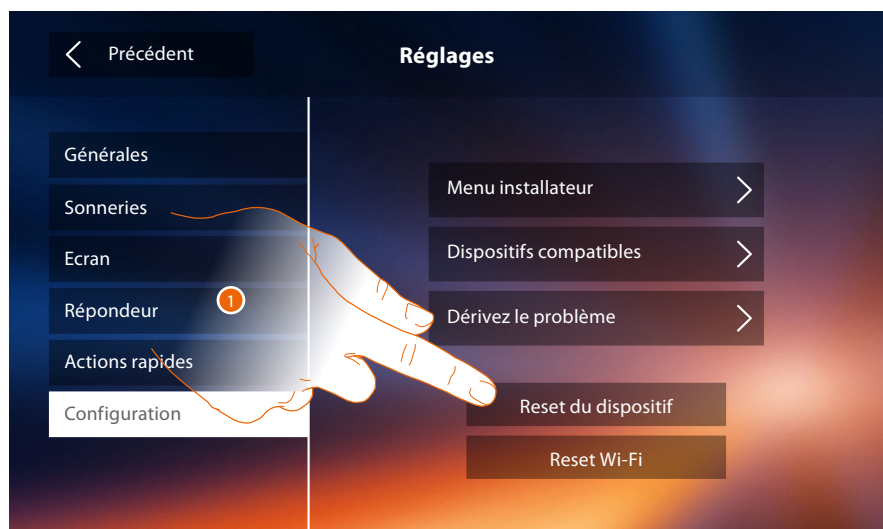 Précédent
Réglages
Générales
Sonneries
Ecran
Répondeur
1
Actions rapides
Configuration
Menu installateur
Dispositifs compatibles
Dérivez le problème
Reset du dispositif
Reset Wi-Fi